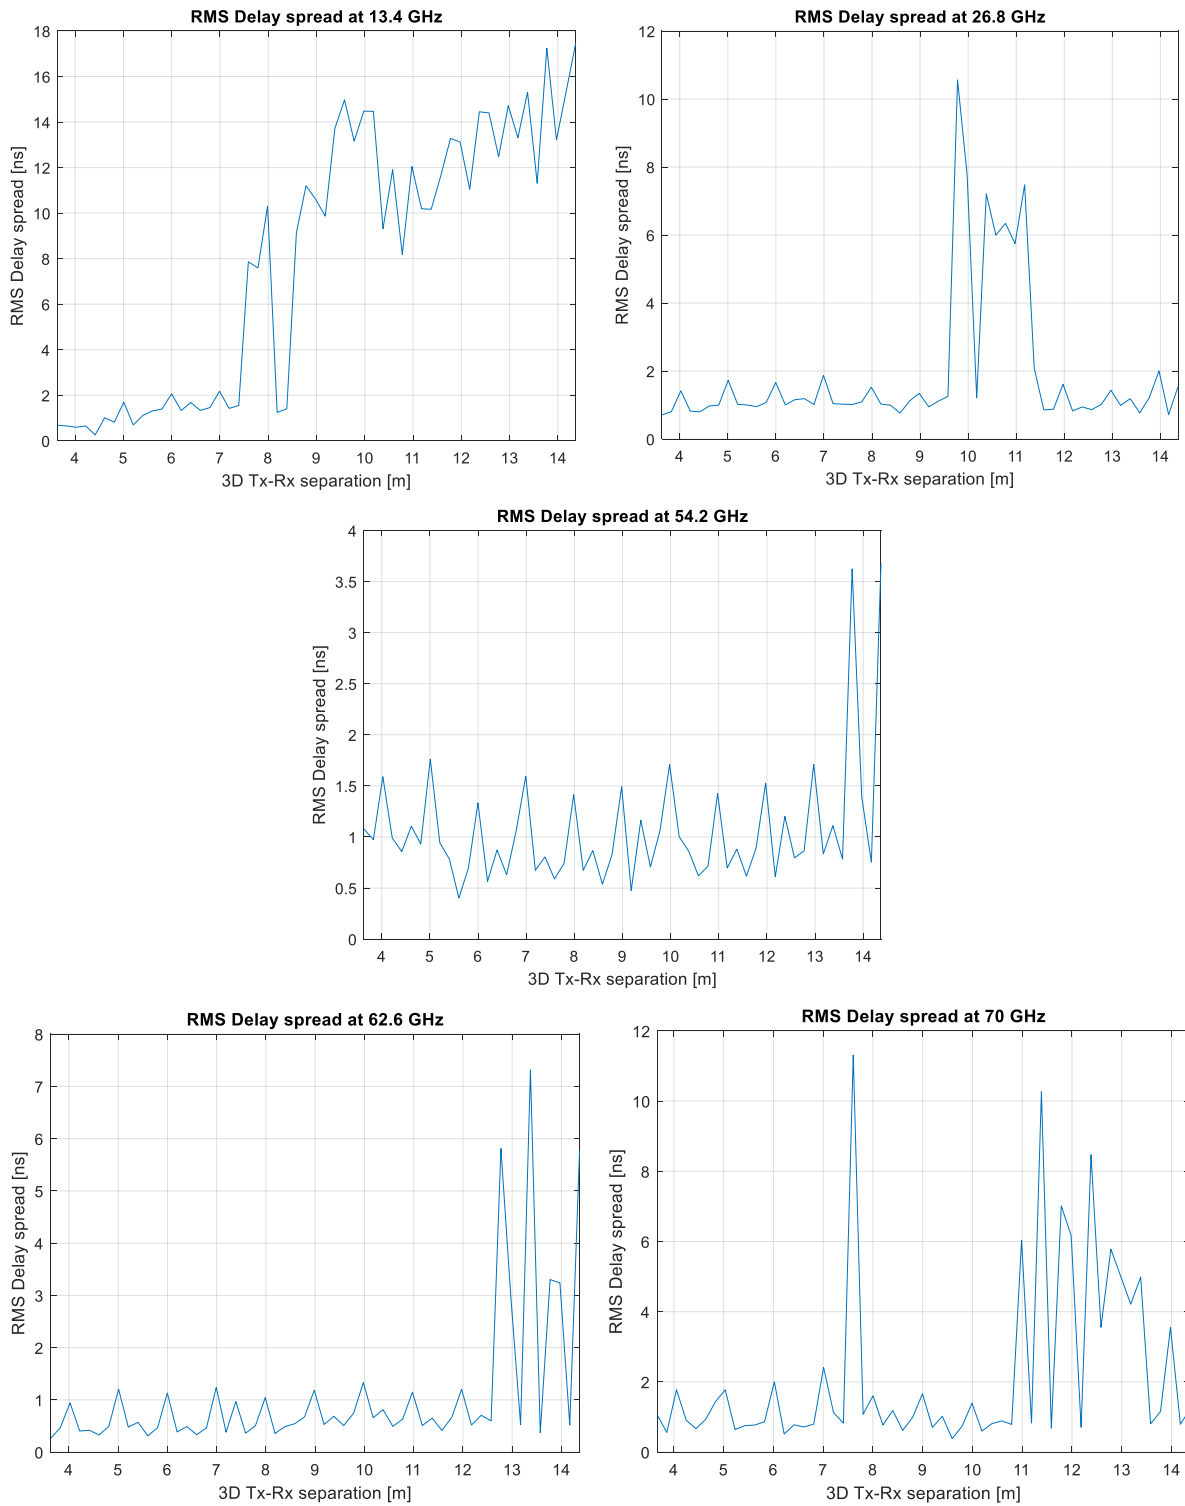 RMS Delay spread at 13.4 GHz
18
16
14
12
10
8
6
4
2
0
RMS Delay spread [ns]
4 5 6 7 8 9 10 11 12 13 14
3D Tx-Rx separation [m]
RMS Delay spread at 26.8 GHz
12
10
8
6
4
2
0
RMS Delay spread [ns]
4 5 6 7 8 9 10 11 12 13 14
3D Tx-Rx separation [m]
RMS Delay spread at 54.2 GHz
4
3.5
3
2.5
2
1.5
1
0.5
0
RMS Delay spread [ns]
4 5 6 7 8 9 10 11 12 13 14
3D Tx-Rx separation [m]
RMS Delay spread at 62.6 GHz
8
7
6
5
4
3
2
1
0
RMS Delay spread [ns]
4 5 6 7 8 9 10 11 12 13 14
3D Tx-Rx separation [m]
RMS Delay spread at 70 GHz
12
10
8
6
4
2
0
RMS Delay spread [ns]
4 5 6 7 8 9 10 11 12 13 14
3D Tx-Rx separation [m]